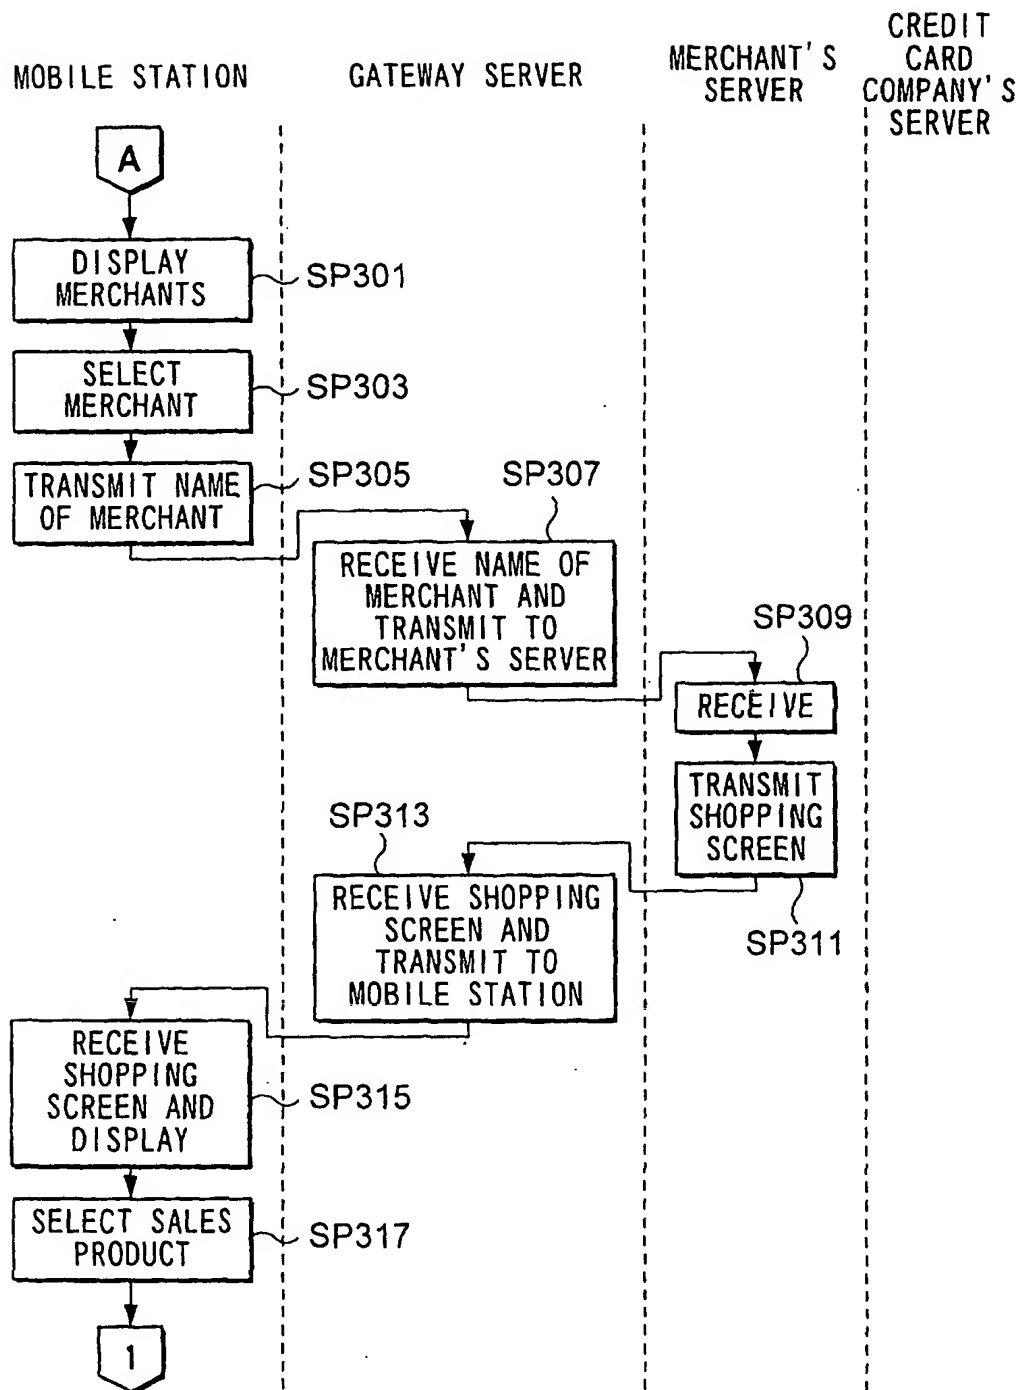 MOBILE STATION
GATEWAY SERVER
MERCHANT'S
SERVER
CREDIT
CARD
COMPANY'S
SERVER
A
DISPLAY
MERCHANTS
SP301
SELECT
MERCHANT
SP303
TRANSMIT NAME
OF MERCHANT
SP305
SP307
RECEIVE NAME OF
MERCHANT AND
TRANSMIT TO
MERCHANT'S SERVER
SP309
RECEIVE
TRANSMIT
SHOPPING
SCREEN
SP311
SP313
RECEIVE SHOPPING
SCREEN AND
TRANSMIT TO
MOBILE STATION
RECEIVE
SHOPPING
SCREEN AND
DISPLAY
SP315
SELECT SALES
PRODUCT
SP317
1